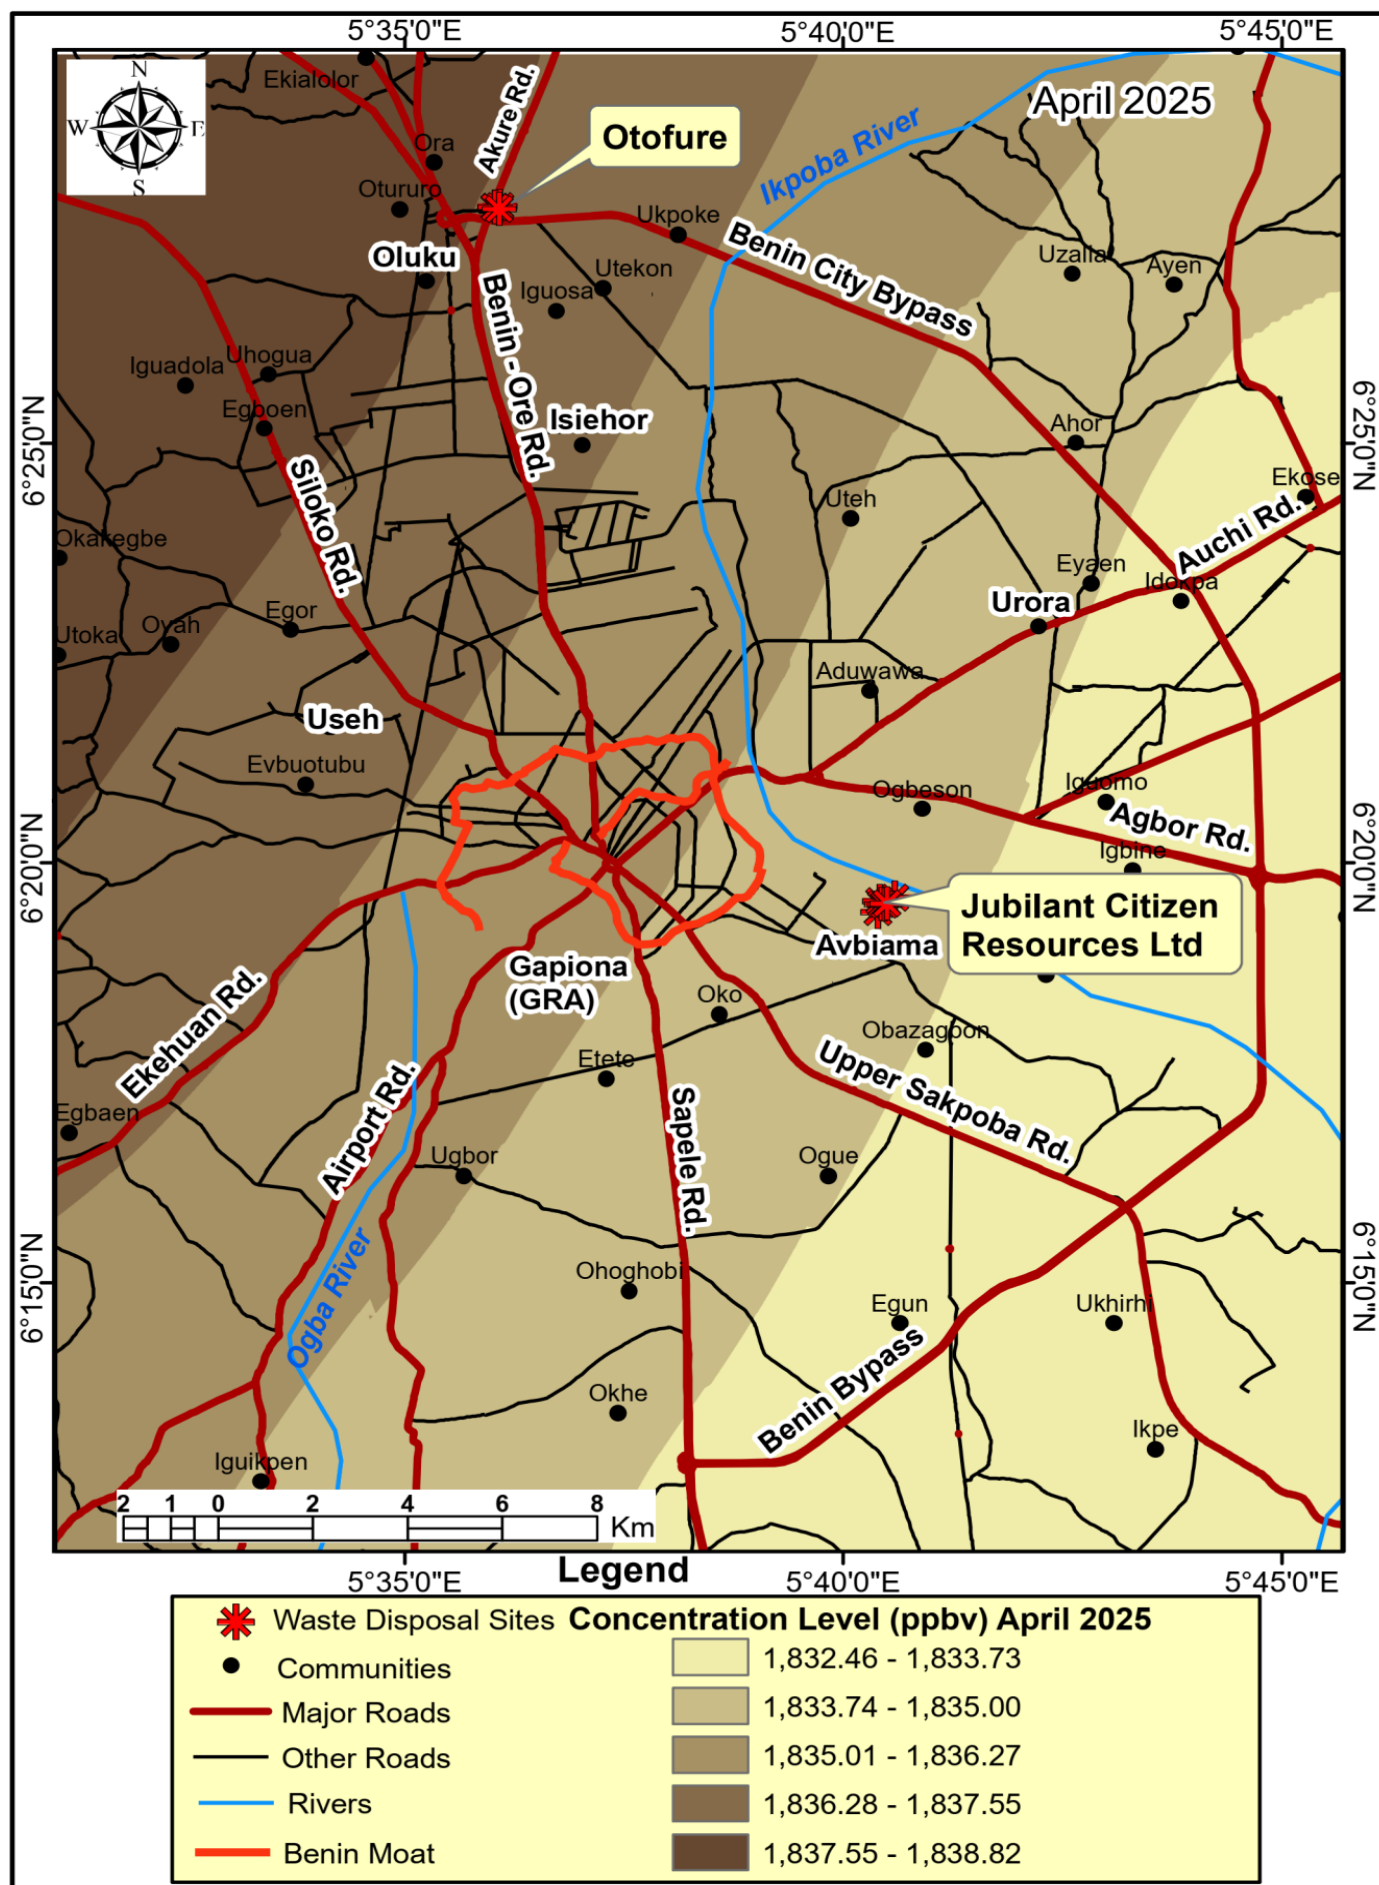 5°35'0"E
5°40'0"E
5°45'0"E
N
W
E
S
April 2025
Ekialolor
Akure Rd.
Otofure
Ikpoba River
Ora
Otururo
Ukpoke
Oluku
Benin City Bypass
Uzalla
Ayen
Utekon
Iguosa
Benin - Ore Rd.
Iguadola
Uhogua
Egboen
Isiehor
Ahor
6°25'0"N
6°25'0"N
Siloko Rd.
Ekose
Uteh
Auchi Rd.
Okakegbe
Eyaen
Idokpa
Urora
Egor
Utoka
Ovah
Aduwawa
Useh
Evbuotubu
Ogbeson
Iguomo
Agbor Rd.
Igbine
6°20'0"N
6°20'0"N
Jubilant Citizen
Resources Ltd
Avbiama
Gapiona
(GRA)
Oko
Obazagbon
Ekehuan Rd.
Etete
Upper Sakpoba Rd.
Airport Rd.
Sapele Rd.
Egbaen
Ugbor
Ogue
Ogba River
6°15'0"N
6°15'0"N
Ohoghobi
Egun
Ukhirhi
Benin Bypass
Okhe
Ikpe
Iguikpen
2 1 0 2 4 6 8
Km
5°35'0"E
5°40'0"E
5°45'0"E
Legend
Waste Disposal Sites
Communities
Major Roads
Other Roads
Rivers
Benin Moat
Concentration Level (ppbv) April 2025
1,832.46 - 1,833.73
1,833.74 - 1,835.00
1,835.01 - 1,836.27
1,836.28 - 1,837.55
1,837.55 - 1,838.82